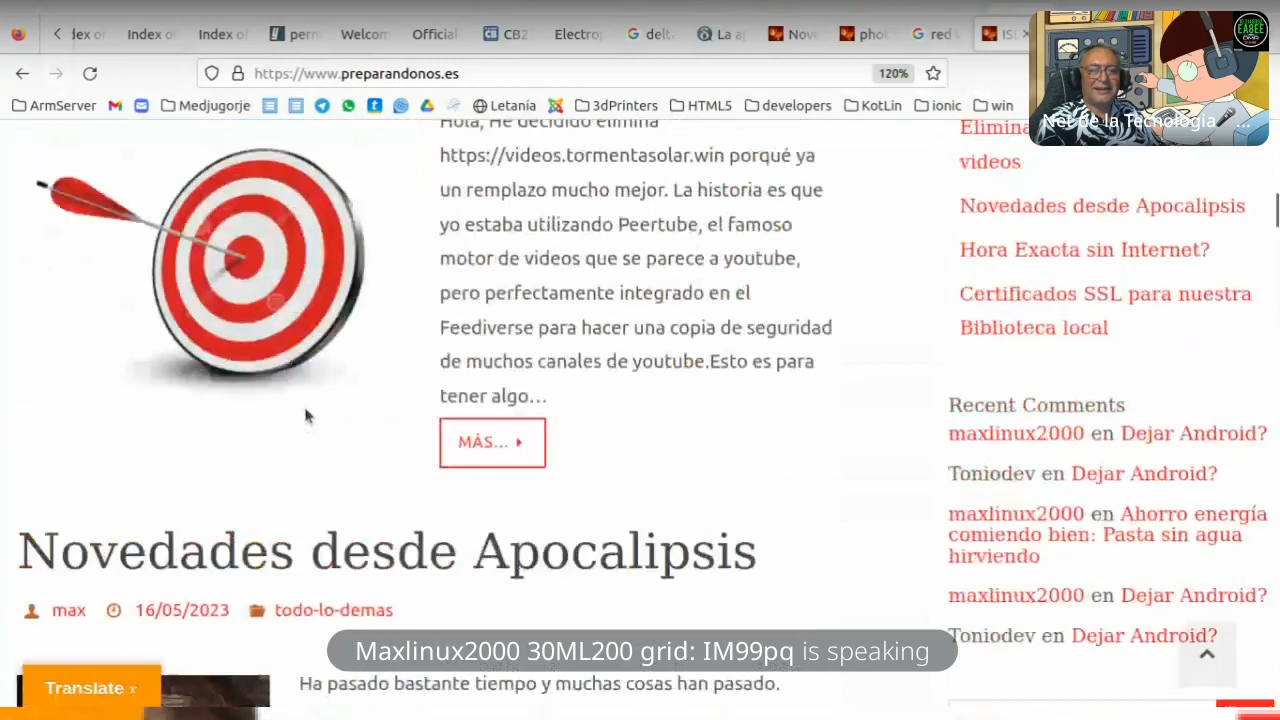 Index o
Index o
perm
Welcom
Official
CB2
Electro
delt
La a
Nove
phot
red
IS
https://www.preparandonos.es
120%
ArmServer
Medjugorje
Letanía
3dPrinters
HTML5
developers
KotLin
ionic
win
Net de la Tecnologia ...
EA8EE
DMR
Hola, He decidido elimina
https://videos.tormentasolar.win porqué ya
un remplazo mucho mejor. La historia es que
yo estaba utilizando Peertube, el famoso
motor de videos que se parece a youtube,
pero perfectamente integrado en el
Feediverse para hacer una copia de seguridad
de muchos canales de youtube.Esto es para
tener algo...
MÁS...
Novedades desde Apocalipsis
max
16/05/2023
todo-lo-demas
Ha pasado bastante tiempo y muchas cosas han pasado.
Translate x
Elimina
videos
Novedades desde Apocalipsis
Hora Exacta sin Internet?
Certificados SSL para nuestra
Biblioteca local
Recent Comments
maxlinux2000 en Dejar Android?
Toniodev en Dejar Android?
maxlinux2000 en Ahorro energía
comiendo bien: Pasta sin agua
hirviendo
maxlinux2000 en Dejar Android?
Toniodev en Dejar Android?
Maxlinux2000 30ML200 grid: IM99pq is speaking